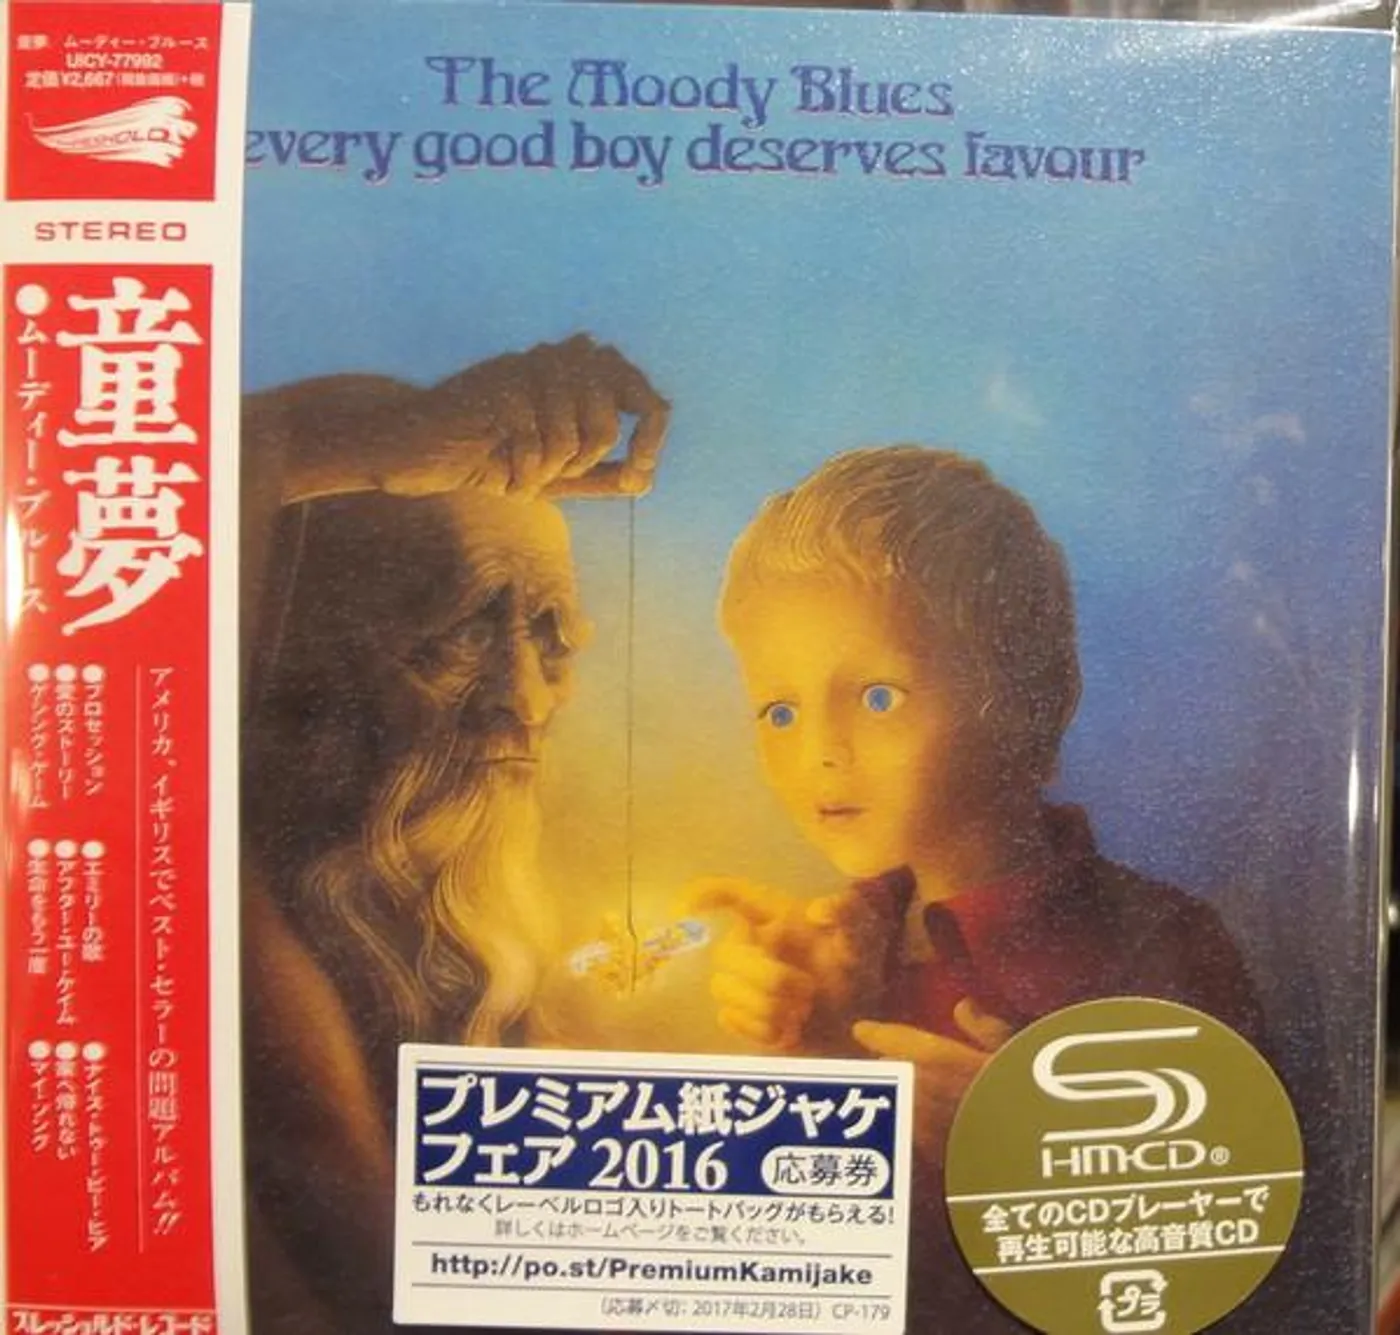 童夢 ムーディー・ブルース
UICY-77992
定価¥2,667(税抜価格)+税
THRESHOLD
STEREO
童夢
●ムーディー・ブルース
アメリカ、イギリスでベスト・セラーの問題アルバム!!
●プロセッション
●愛のストーリー
●ゲシング・ゲーム
●エミリーの歌
●アフター・ユー・ケイム
●生命をもう一度
●ナイス・トゥ・ビー・ヒア
●家へ帰れない
●マイ・ソング
スレッショルド・レコード
The Moody Blues
every good boy deserves favour
プレミアム紙ジャケ
フェア 2016 応募券
もれなくレーベルロゴ入りトートバッグがもらえる!
詳しくはホームページをご覧ください。
http://po.st/PremiumKamijake
(応募〆切:2017年2月28日) CP-179
HM-CD®
全てのCDプレーヤーで
再生可能な高音質CD
プラ